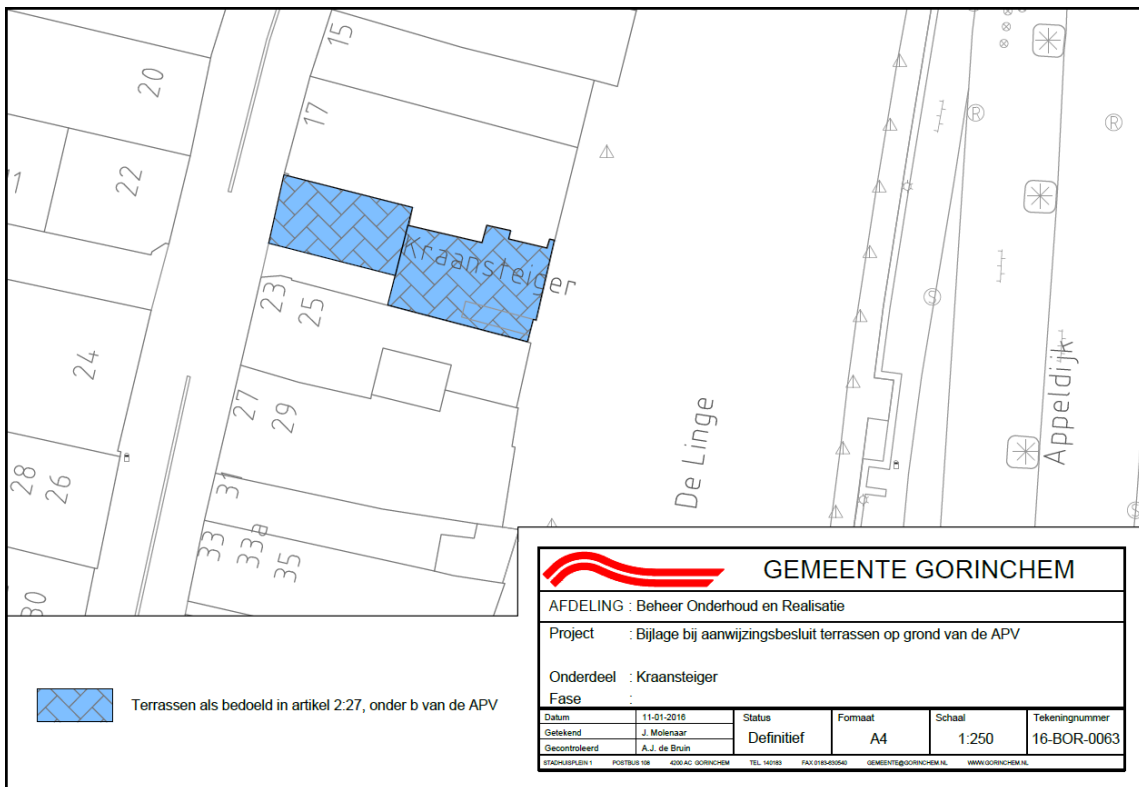 15
20
17
22
11
Kraansteiger
23
25
24
27
29
De Linge
Appeldijk
28
26
31
33
33a
35
30
R
R
S
S
GEMEENTE GORINCHEM
AFDELING : Beheer Onderhoud en Realisatie
Project : Bijlage bij aanwijzingsbesluit terrassen op grond van de APV
Onderdeel : Kraansteiger
Fase :
Datum 11-01-2016 Status Formaat Schaal Tekeningnummer
Getekend J. Molenaar Definitief A4 1:250 16-BOR-0063
Gecontroleerd A.J. de Bruin
STADHUISPLEIN 1 POSTBUS 108 4200 AC GORINCHEM TEL. 140183 FAX 0183-630540 GEMEENTE@GORINCHEM.NL WWW.GORINCHEM.NL
Terrassen als bedoeld in artikel 2:27, onder b van de APV